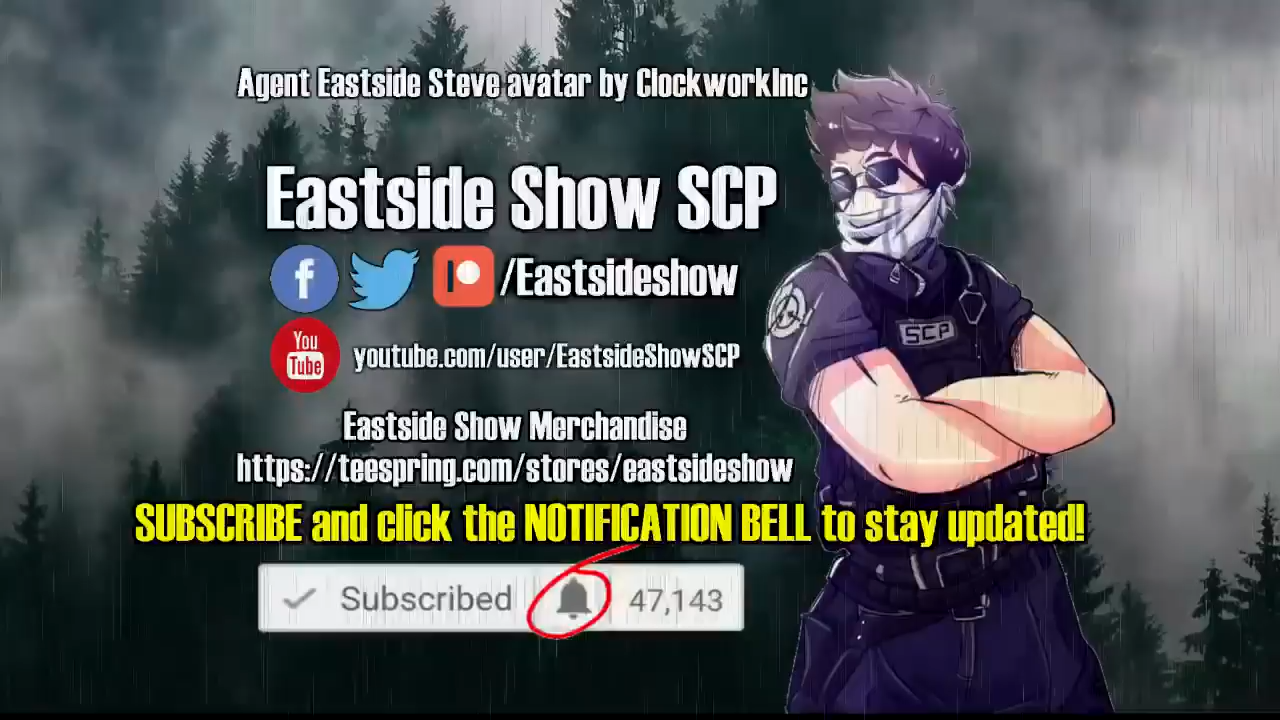 Agent Eastside Steve avatar by ClockworkInc
Eastside Show SCP
f /Eastsideshow
You Tube youtube.com/user/EastsideShowSCP
SCP
Eastside Show Merchandise
https://teespring.com/stores/eastsideshow
SUBSCRIBE and click the NOTIFICATION BELL to stay updated!
Subscribed 47,143